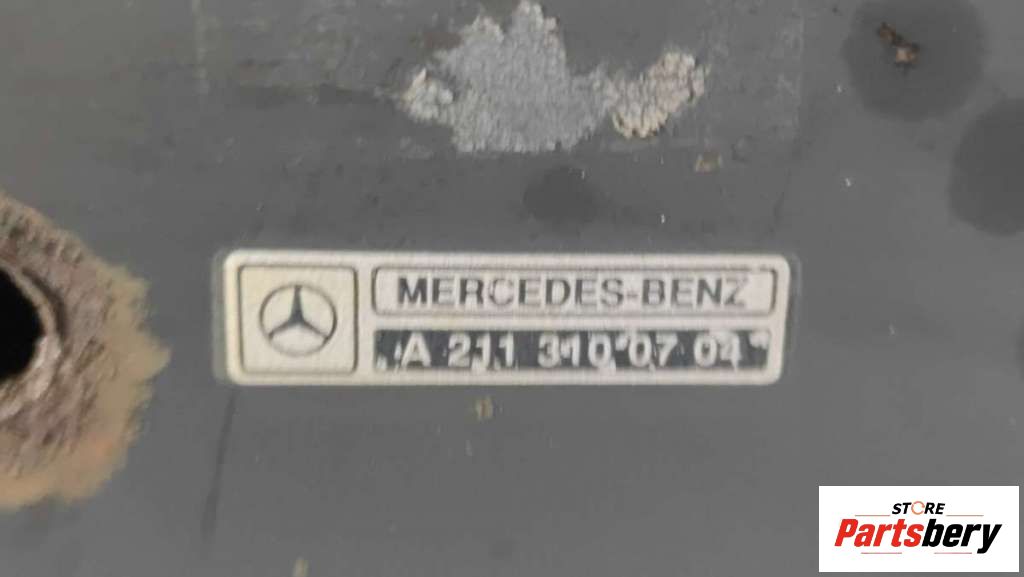 MERCEDES-BENZ
A 211 310 07 04
STORE
Partsbery